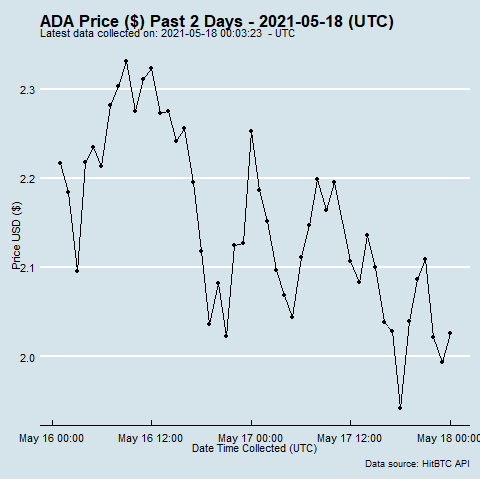 ADA Price ($) Past 2 Days - 2021-05-18 (UTC)
Latest data collected on: 2021-05-18 00:03:23 - UTC
2.3
2.2
2.1
2.0
Price USD ($)
May 16 00:00
May 16 12:00
May 17 00:00
May 17 12:00
May 18 00:00
Date Time Collected (UTC)
Data source: HitBTC API